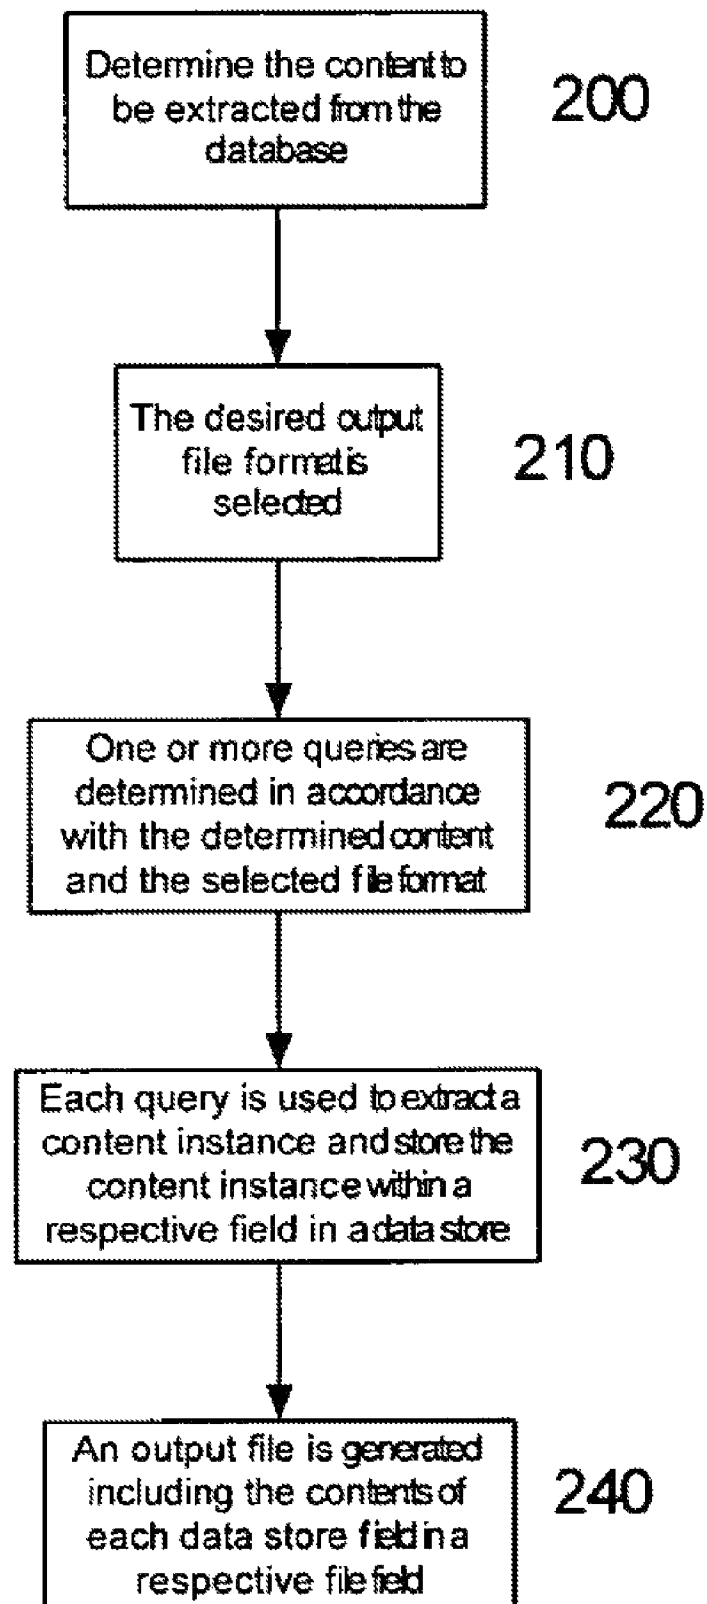 Determine the content to
be extracted from the
database
200
The desired output
file format is
selected
210
One or more queries are
determined in accordance
with the determined content
and the selected file format
220
Each query is used to extract a
content instance and store the
content instance within a
respective field in a data store
230
An output file is generated
including the contents of
each data store field in a
respective file field
240